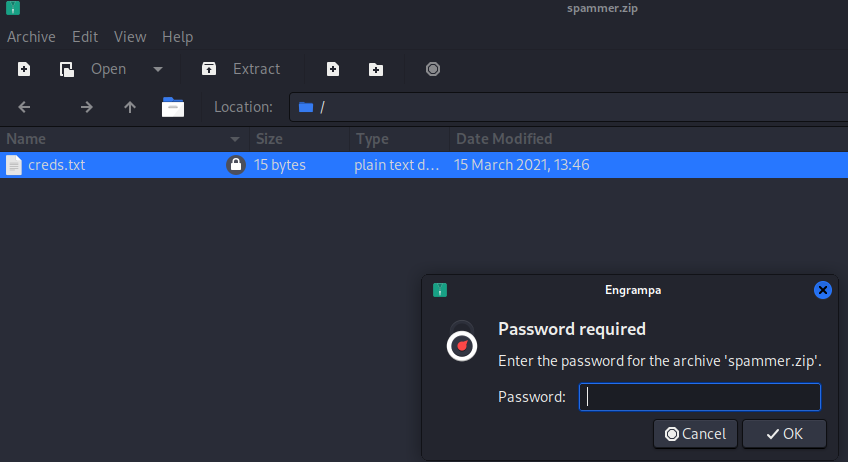 spammer.zip
Archive Edit View Help
Open Extract
Location: /
Name Size Type Date Modified
creds.txt 15 bytes plain text d… 15 March 2021, 13:46
Engrampa
Password required
Enter the password for the archive 'spammer.zip'.
Password:
Cancel OK